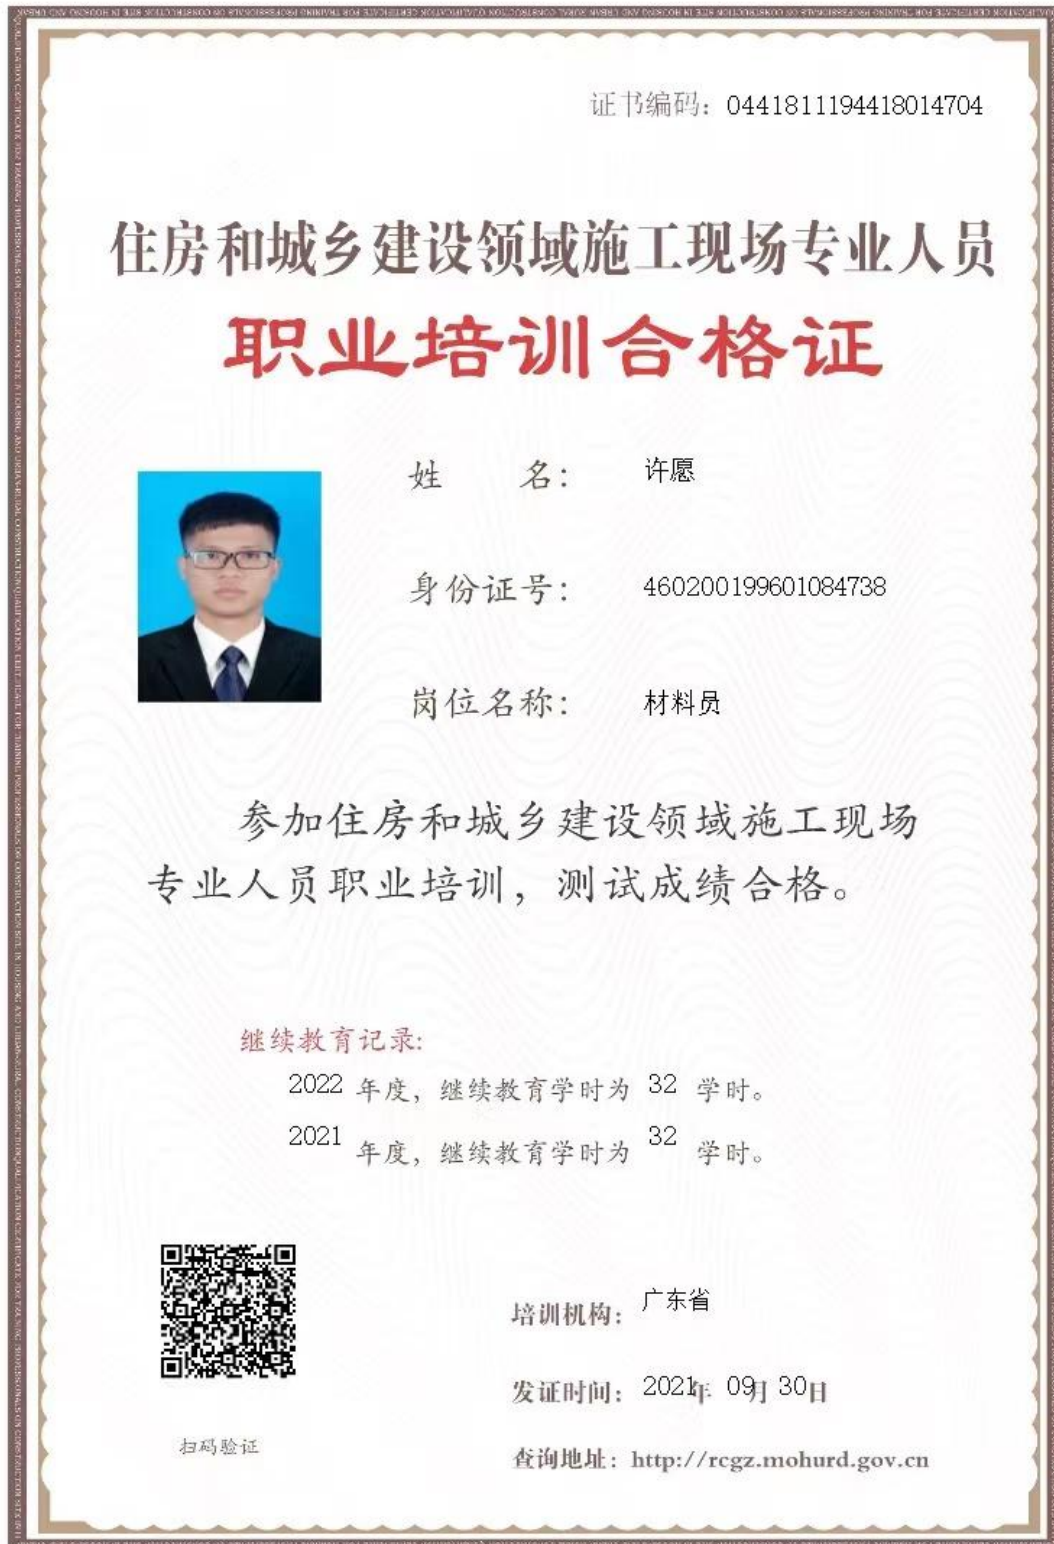 证书编码：0441811194418014704
住房和城乡建设领域施工现场专业人员
职业培训合格证
姓 名： 许愿
身份证号： 460200199601084738
岗位名称： 材料员
参加住房和城乡建设领域施工现场
专业人员职业培训，测试成绩合格。
继续教育记录:
2022 年度，继续教育学时为 32 学时。
2021 年度，继续教育学时为 32 学时。
培训机构： 广东省
发证时间： 2021年 09月 30日
扫码验证
查询地址：http://rcgz.mohurd.gov.cn